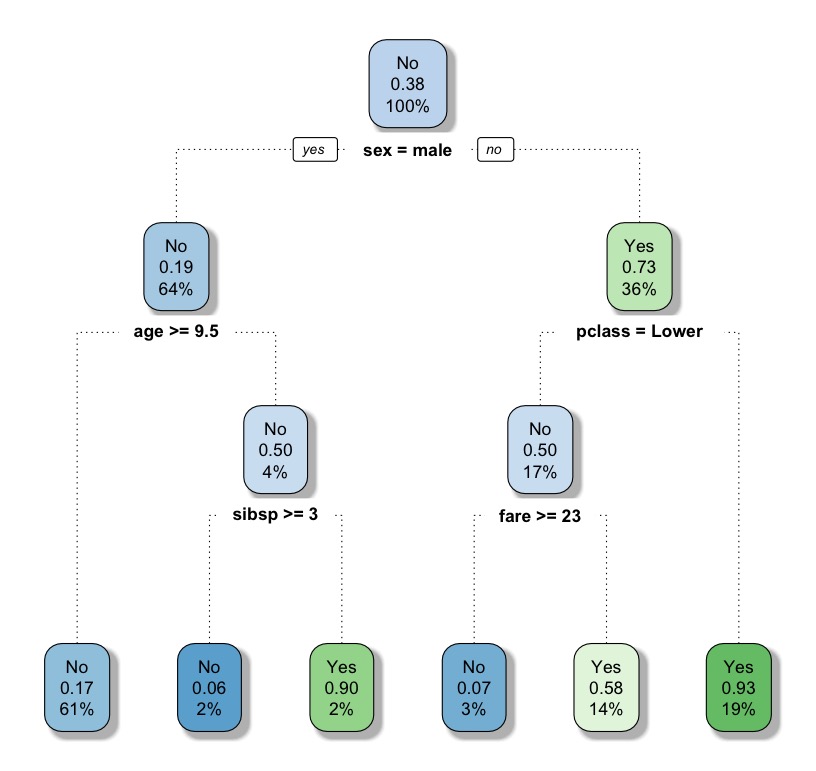 No
0.38
100%
yes
sex = male
no
No
0.19
64%
Yes
0.73
36%
age >= 9.5
pclass = Lower
No
0.50
4%
No
0.50
17%
sibsp >= 3
fare >= 23
No
0.17
61%
No
0.06
2%
Yes
0.90
2%
No
0.07
3%
Yes
0.58
14%
Yes
0.93
19%